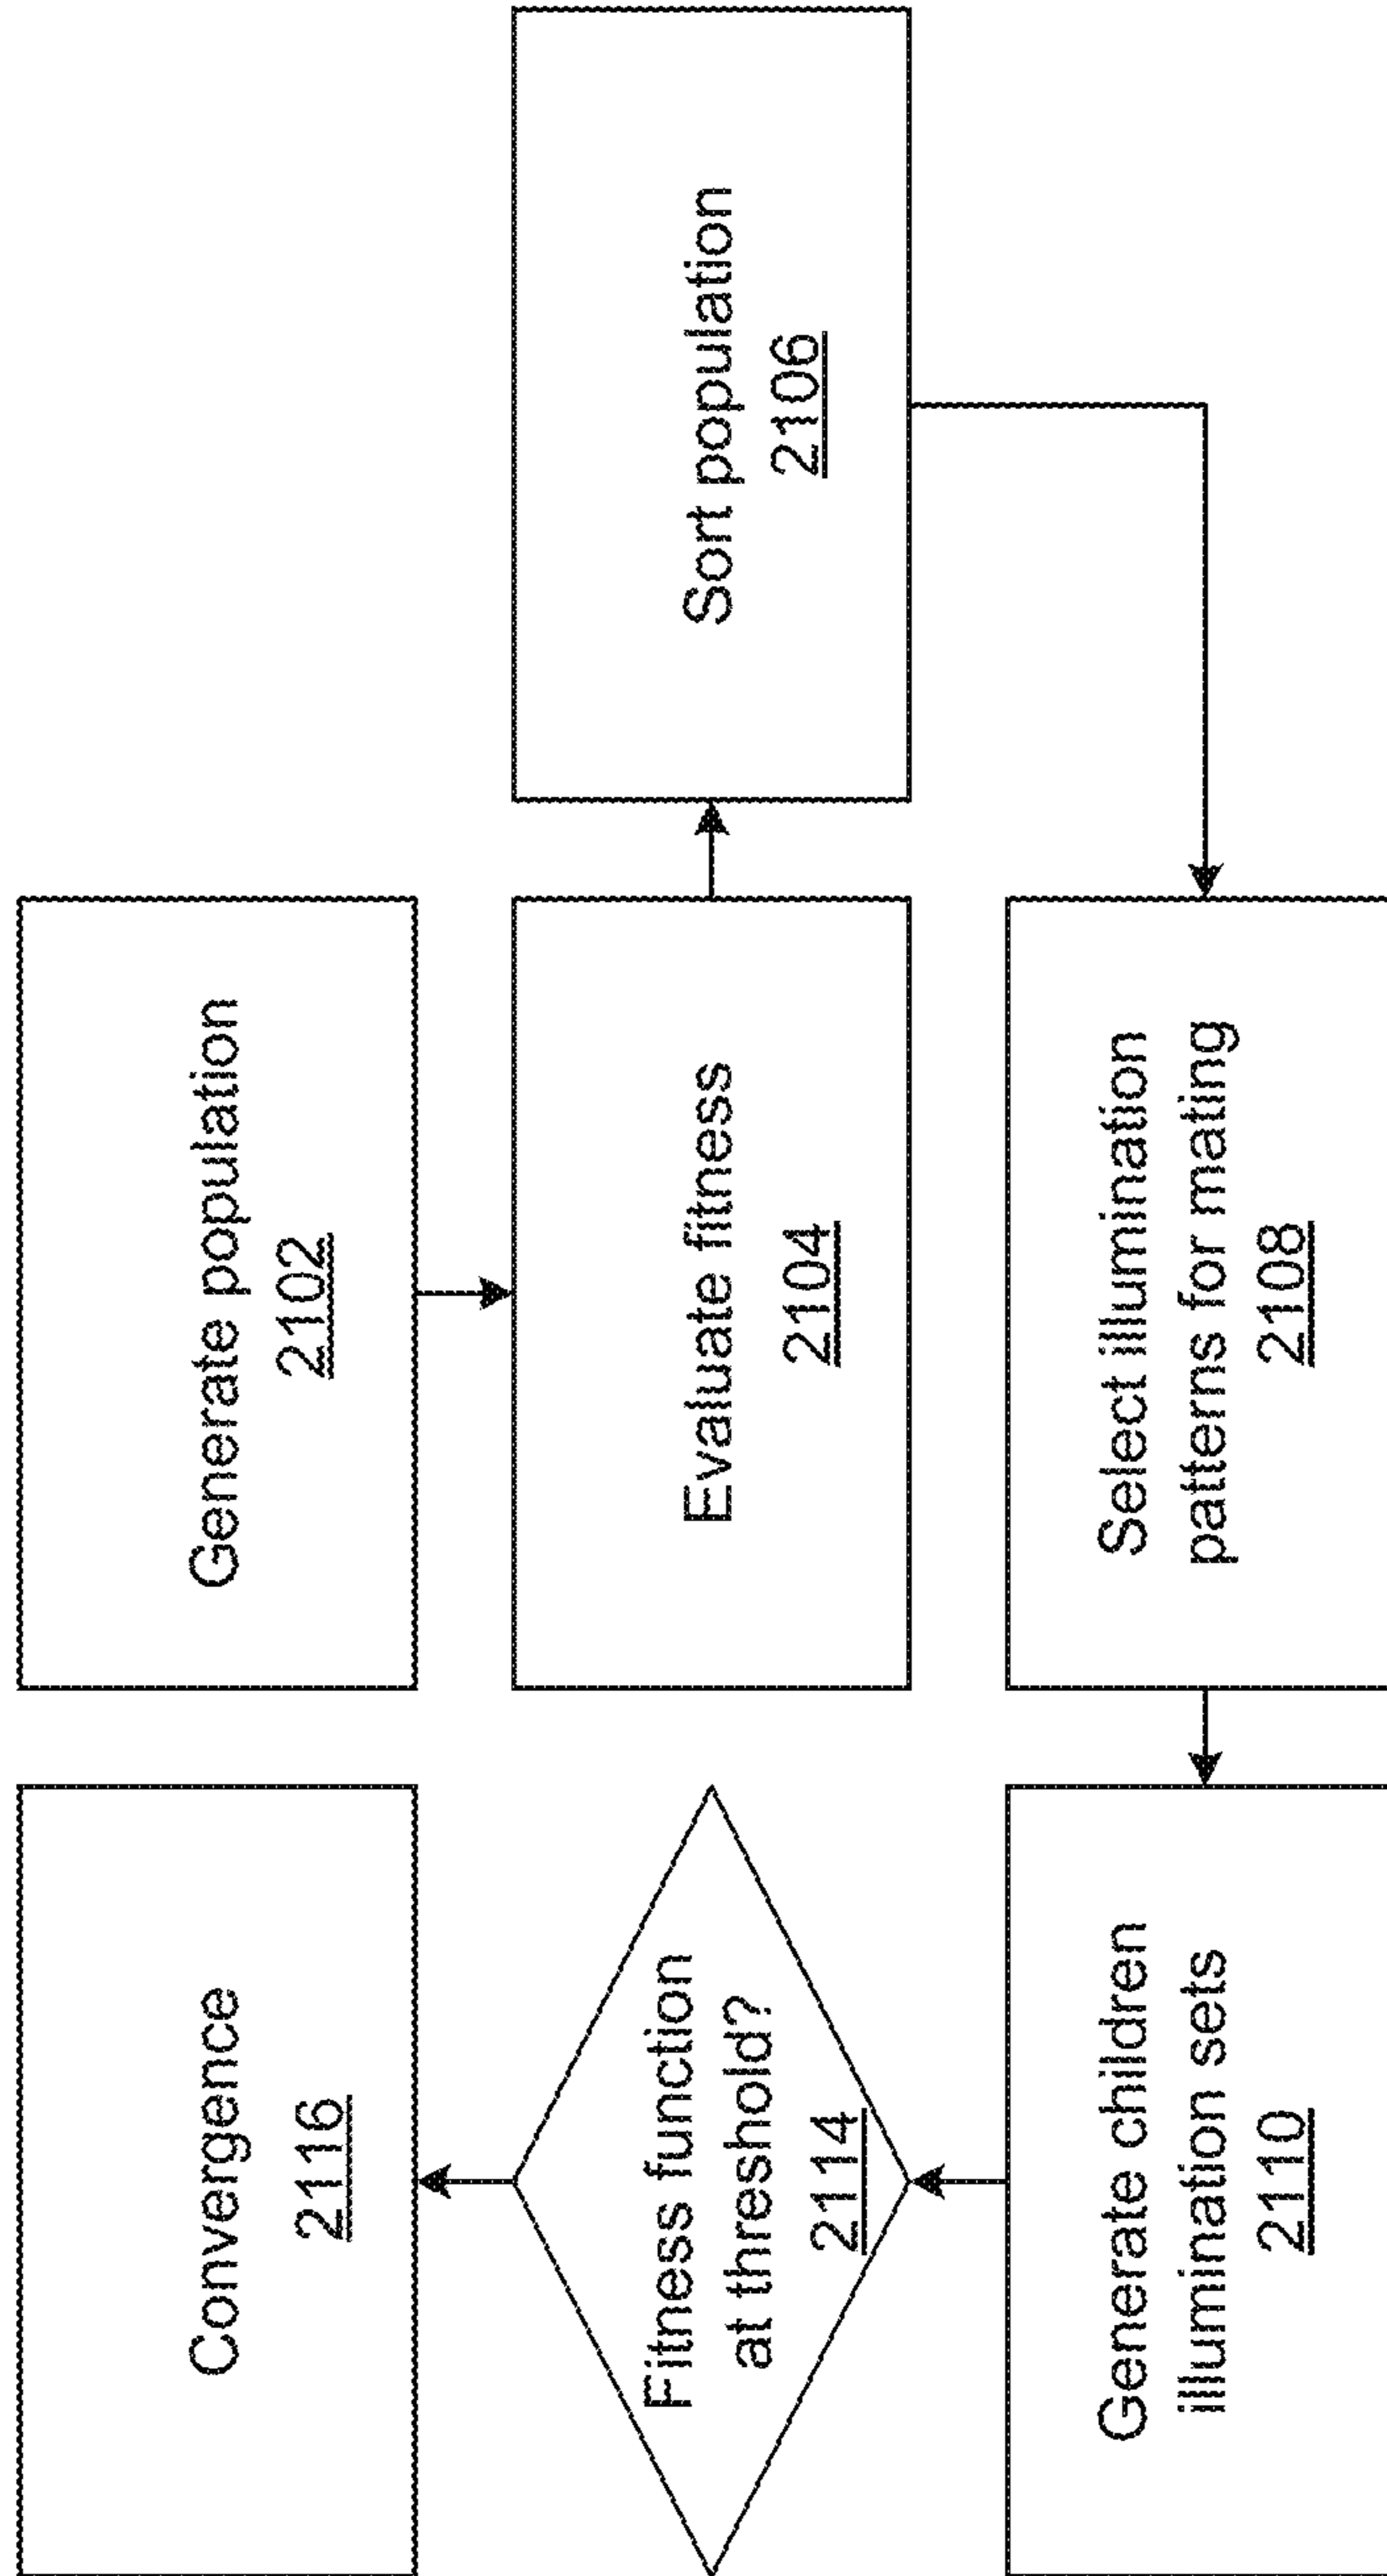 Generate population
2102
Evaluate fitness
2104
Sort population
2106
Select illumination
patterns for mating
2108
Generate children
illumination sets
2110
Fitness function
at threshold?
2114
Convergence
2116